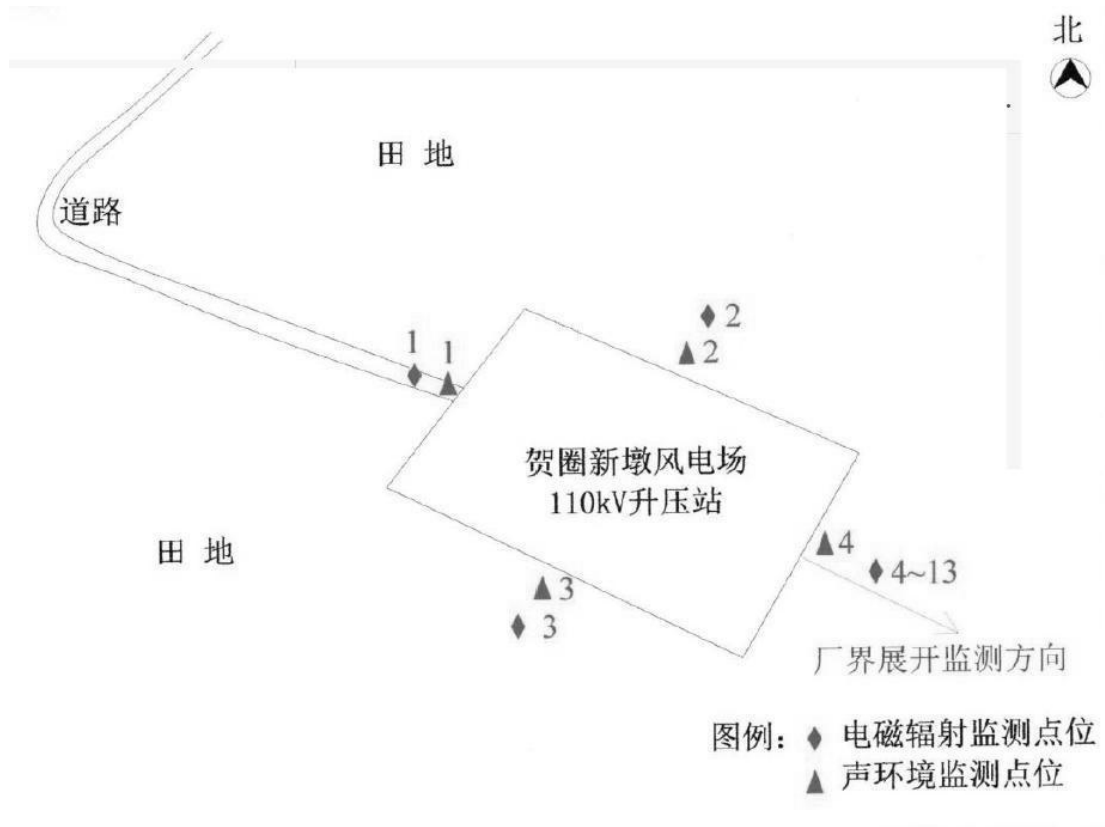 北
田 地
道路
2
1
1
2
贺圈新墩风电场
110kV升压站
田 地
4
4~13
3
3
厂界展开监测方向
图例：
电磁辐射监测点位
声环境监测点位